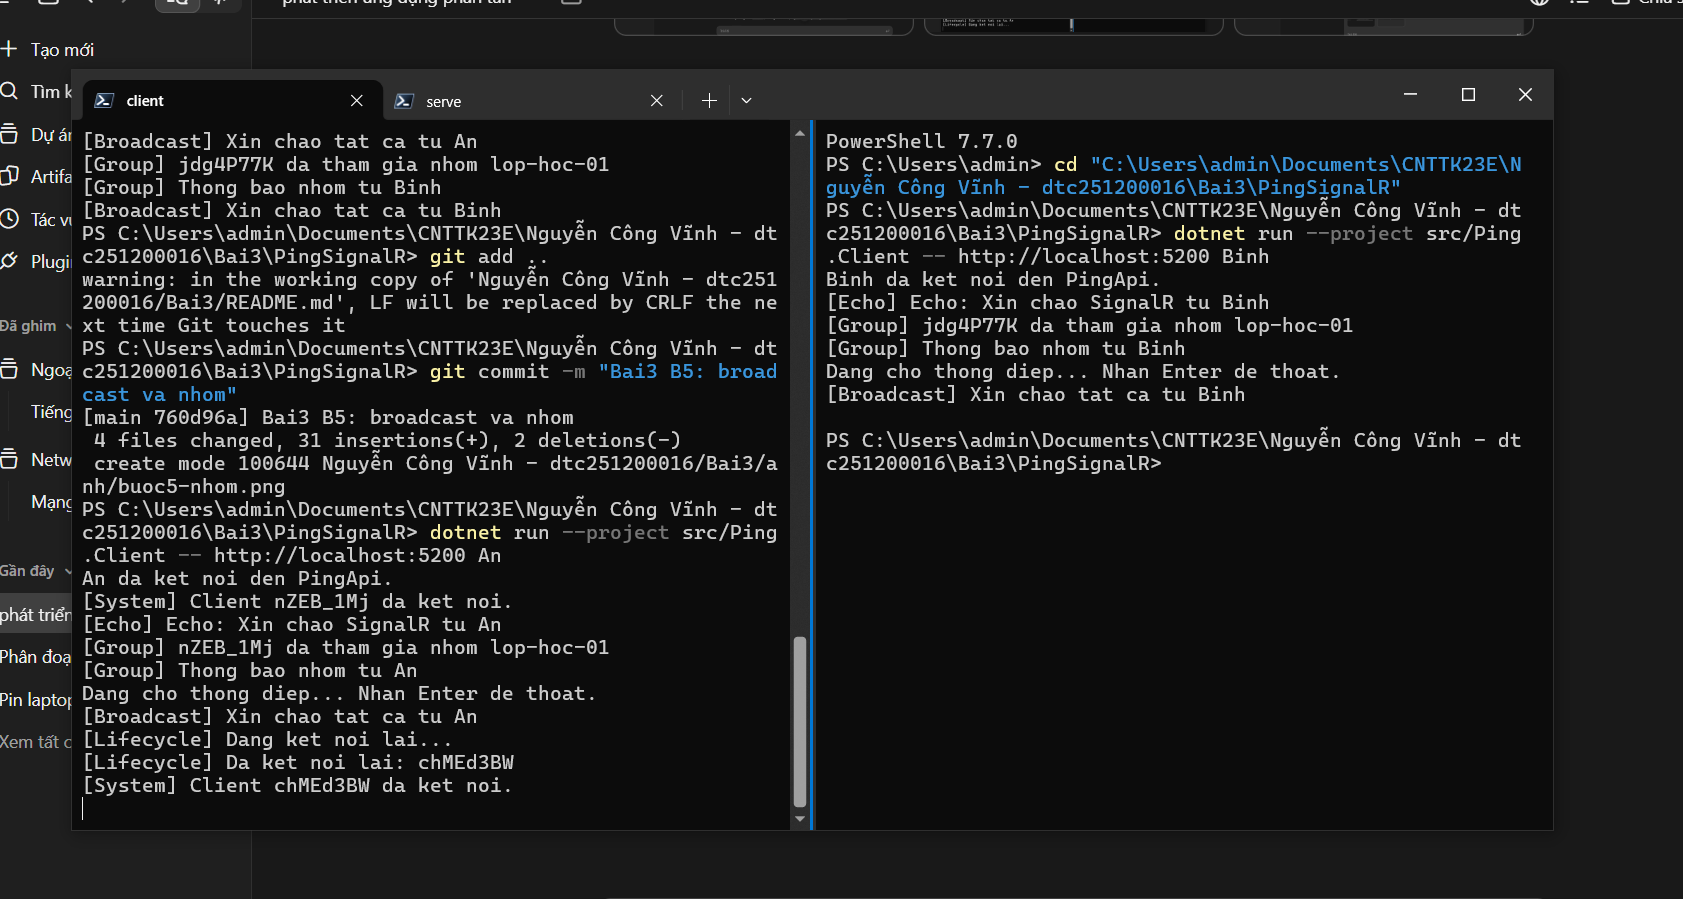 phát triển ứng dụng phân tán
Tạo mới
Tìm k
Dự án
Artifa
Tác vụ
Plugin
Đã ghim
Ngoạ
Tiếng
Netw
Mạng
Gần đây
phát triển
Phân đoạ
Pin laptop
Xem tất c
client
serve
[Broadcast] Xin chao tat ca tu An
[Group] jdg4P77K da tham gia nhom lop-hoc-01
[Group] Thong bao nhom tu Binh
[Broadcast] Xin chao tat ca tu Binh
PS C:\Users\admin\Documents\CNTTK23E\Nguyễn Công Vĩnh - dt
c251200016\Bai3\PingSignalR> git add ..
warning: in the working copy of 'Nguyễn Công Vĩnh - dtc251
200016/Bai3/README.md', LF will be replaced by CRLF the ne
xt time Git touches it
PS C:\Users\admin\Documents\CNTTK23E\Nguyễn Công Vĩnh - dt
c251200016\Bai3\PingSignalR> git commit -m "Bai3 B5: broad
cast va nhom"
[main 760d96a] Bai3 B5: broadcast va nhom
4 files changed, 31 insertions(+), 2 deletions(-)
create mode 100644 Nguyễn Công Vĩnh - dtc251200016/Bai3/a
nh/buoc5-nhom.png
PS C:\Users\admin\Documents\CNTTK23E\Nguyễn Công Vĩnh - dt
c251200016\Bai3\PingSignalR> dotnet run --project src/Ping
.Client -- http://localhost:5200 An
An da ket noi den PingApi.
[System] Client nZEB_1Mj da ket noi.
[Echo] Echo: Xin chao SignalR tu An
[Group] nZEB_1Mj da tham gia nhom lop-hoc-01
[Group] Thong bao nhom tu An
Dang cho thong diep... Nhan Enter de thoat.
[Broadcast] Xin chao tat ca tu An
[Lifecycle] Dang ket noi lai...
[Lifecycle] Da ket noi lai: chMEd3BW
[System] Client chMEd3BW da ket noi.
PowerShell 7.7.0
PS C:\Users\admin> cd "C:\Users\admin\Documents\CNTTK23E\N
guyễn Công Vĩnh - dtc251200016\Bai3\PingSignalR"
PS C:\Users\admin\Documents\CNTTK23E\Nguyễn Công Vĩnh - dt
c251200016\Bai3\PingSignalR> dotnet run --project src/Ping
.Client -- http://localhost:5200 Binh
Binh da ket noi den PingApi.
[Echo] Echo: Xin chao SignalR tu Binh
[Group] jdg4P77K da tham gia nhom lop-hoc-01
[Group] Thong bao nhom tu Binh
Dang cho thong diep... Nhan Enter de thoat.
[Broadcast] Xin chao tat ca tu Binh
PS C:\Users\admin\Documents\CNTTK23E\Nguyễn Công Vĩnh - dt
c251200016\Bai3\PingSignalR>